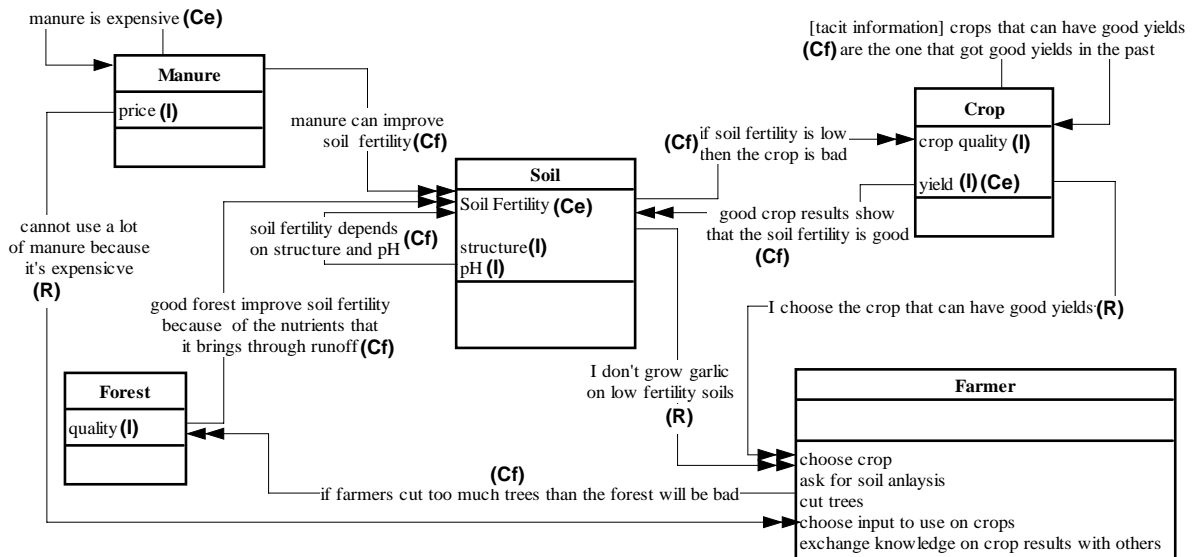 manure is expensive (Ce)
Manure
price (I)
manure can improve
soil fertility (Cf)
[tacit information] crops that can have good yields
(Cf) are the one that got good yields in the past
Crop
crop quality (I)
yield (I) (Ce)
(Cf) if soil fertility is low
then the crop is bad
good crop results show
that the soil fertility is good
(Cf)
Soil
Soil Fertility (Ce)
structure (I)
pH (I)
soil fertility depends
on structure and pH (Cf)
cannot use a lot
of manure because
it's expensicve
(R)
good forest improve soil fertility
because of the nutrients that
it brings through runoff (Cf)
I choose the crop that can have good yields (R)
I don't grow garlic
on low fertility soils
(R)
Forest
quality (I)
(Cf)
if farmers cut too much trees than the forest will be bad
Farmer
choose crop
ask for soil anlaysis
cut trees
choose input to use on crops
exchange knowledge on crop results with others